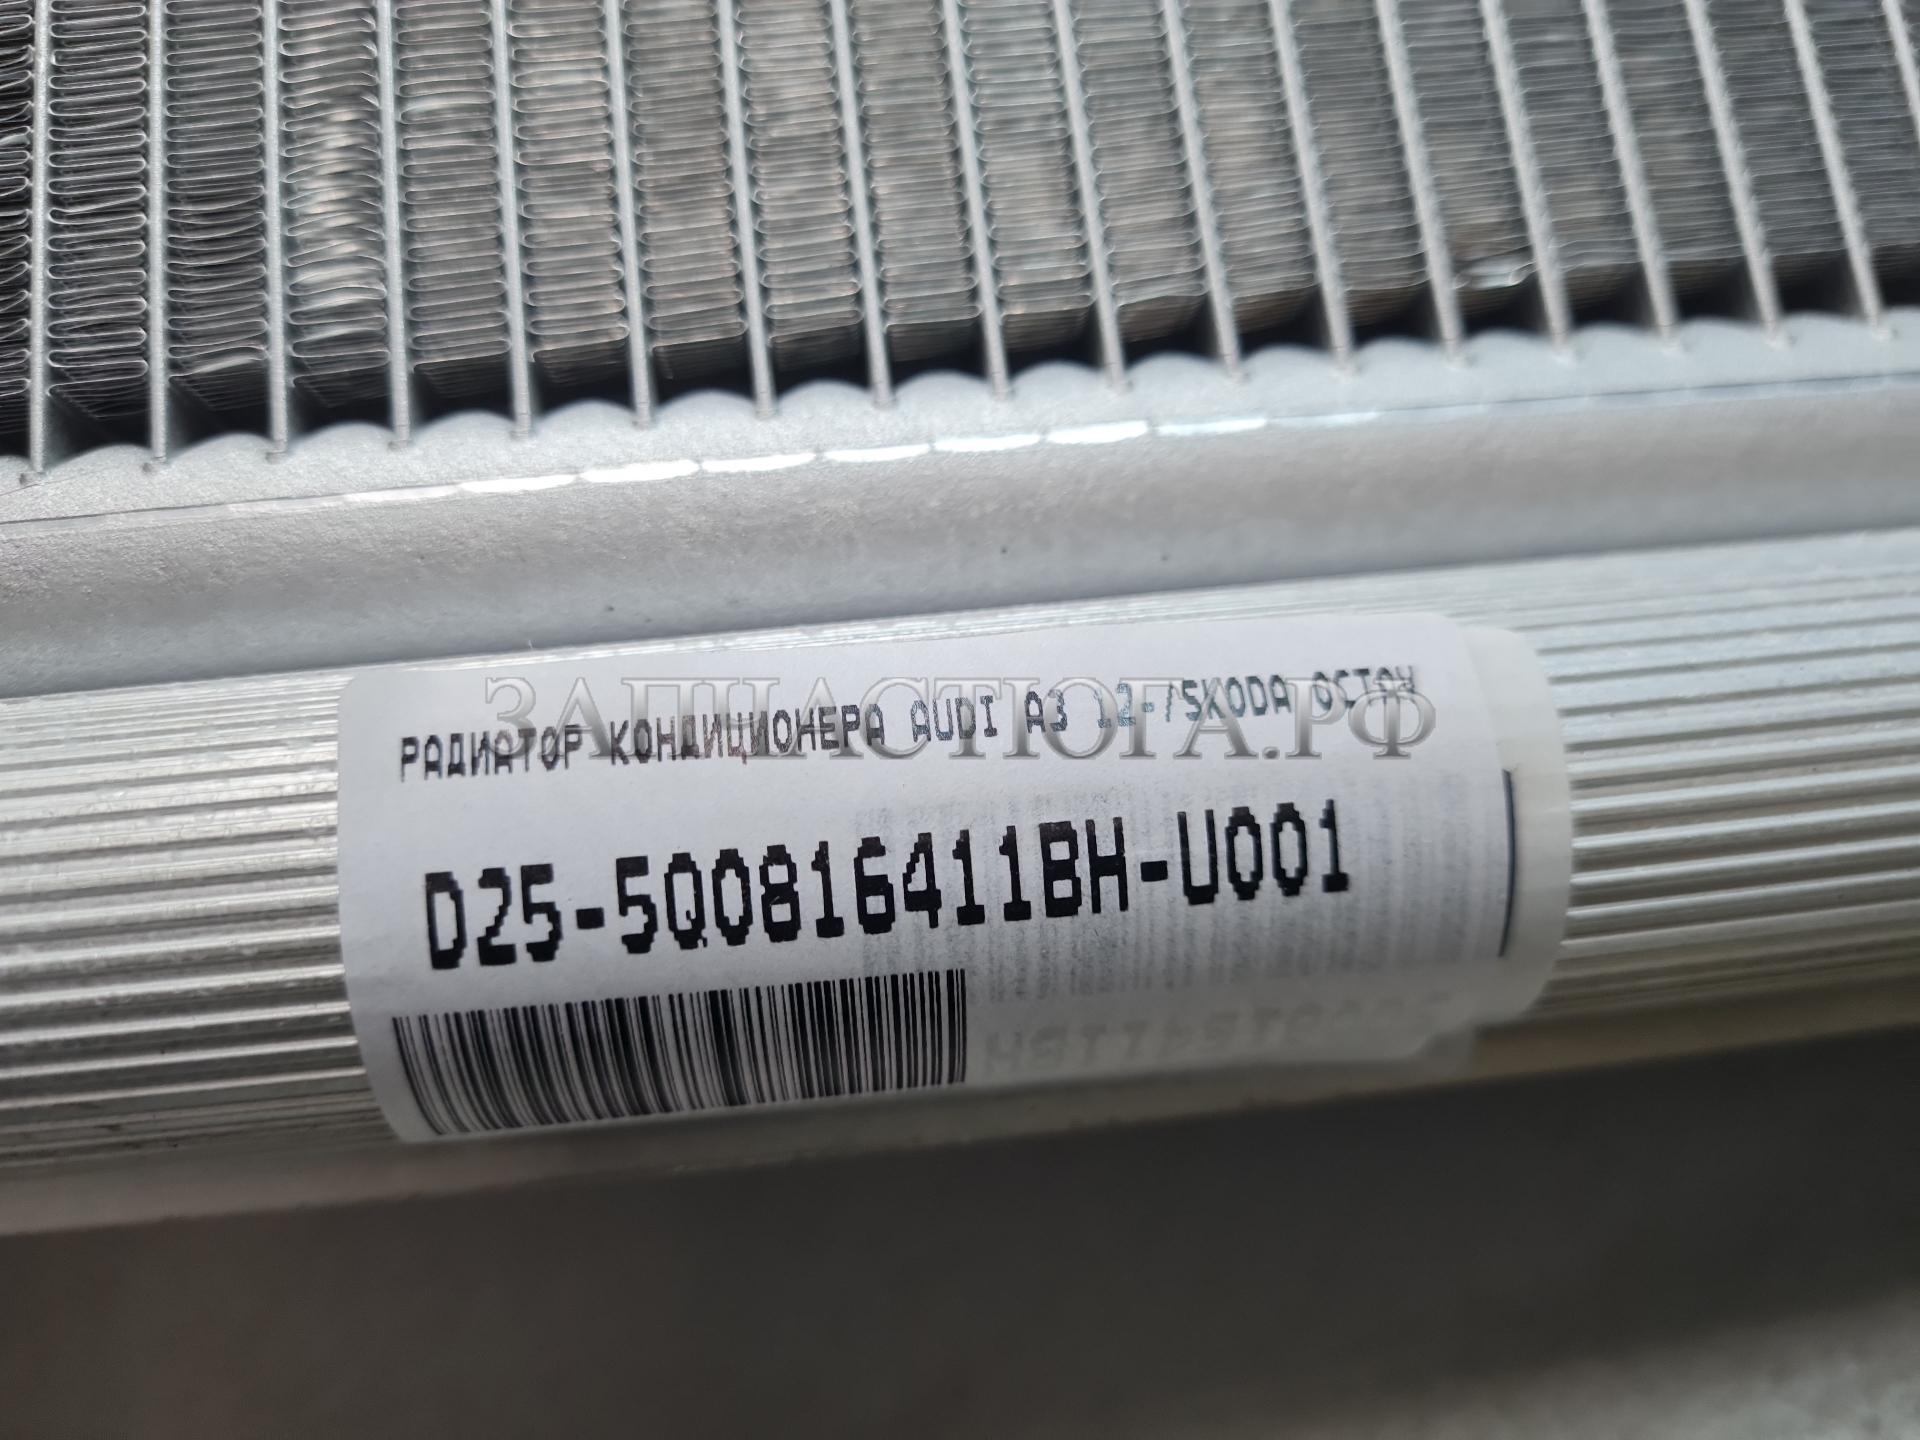 РАДИАТОР КОНДИЦИОНЕРА AUDI A3 12-/SKODA OCTAV
ЗАПЧАСТЮГА.РФ
D25-5Q0816411BH-U001